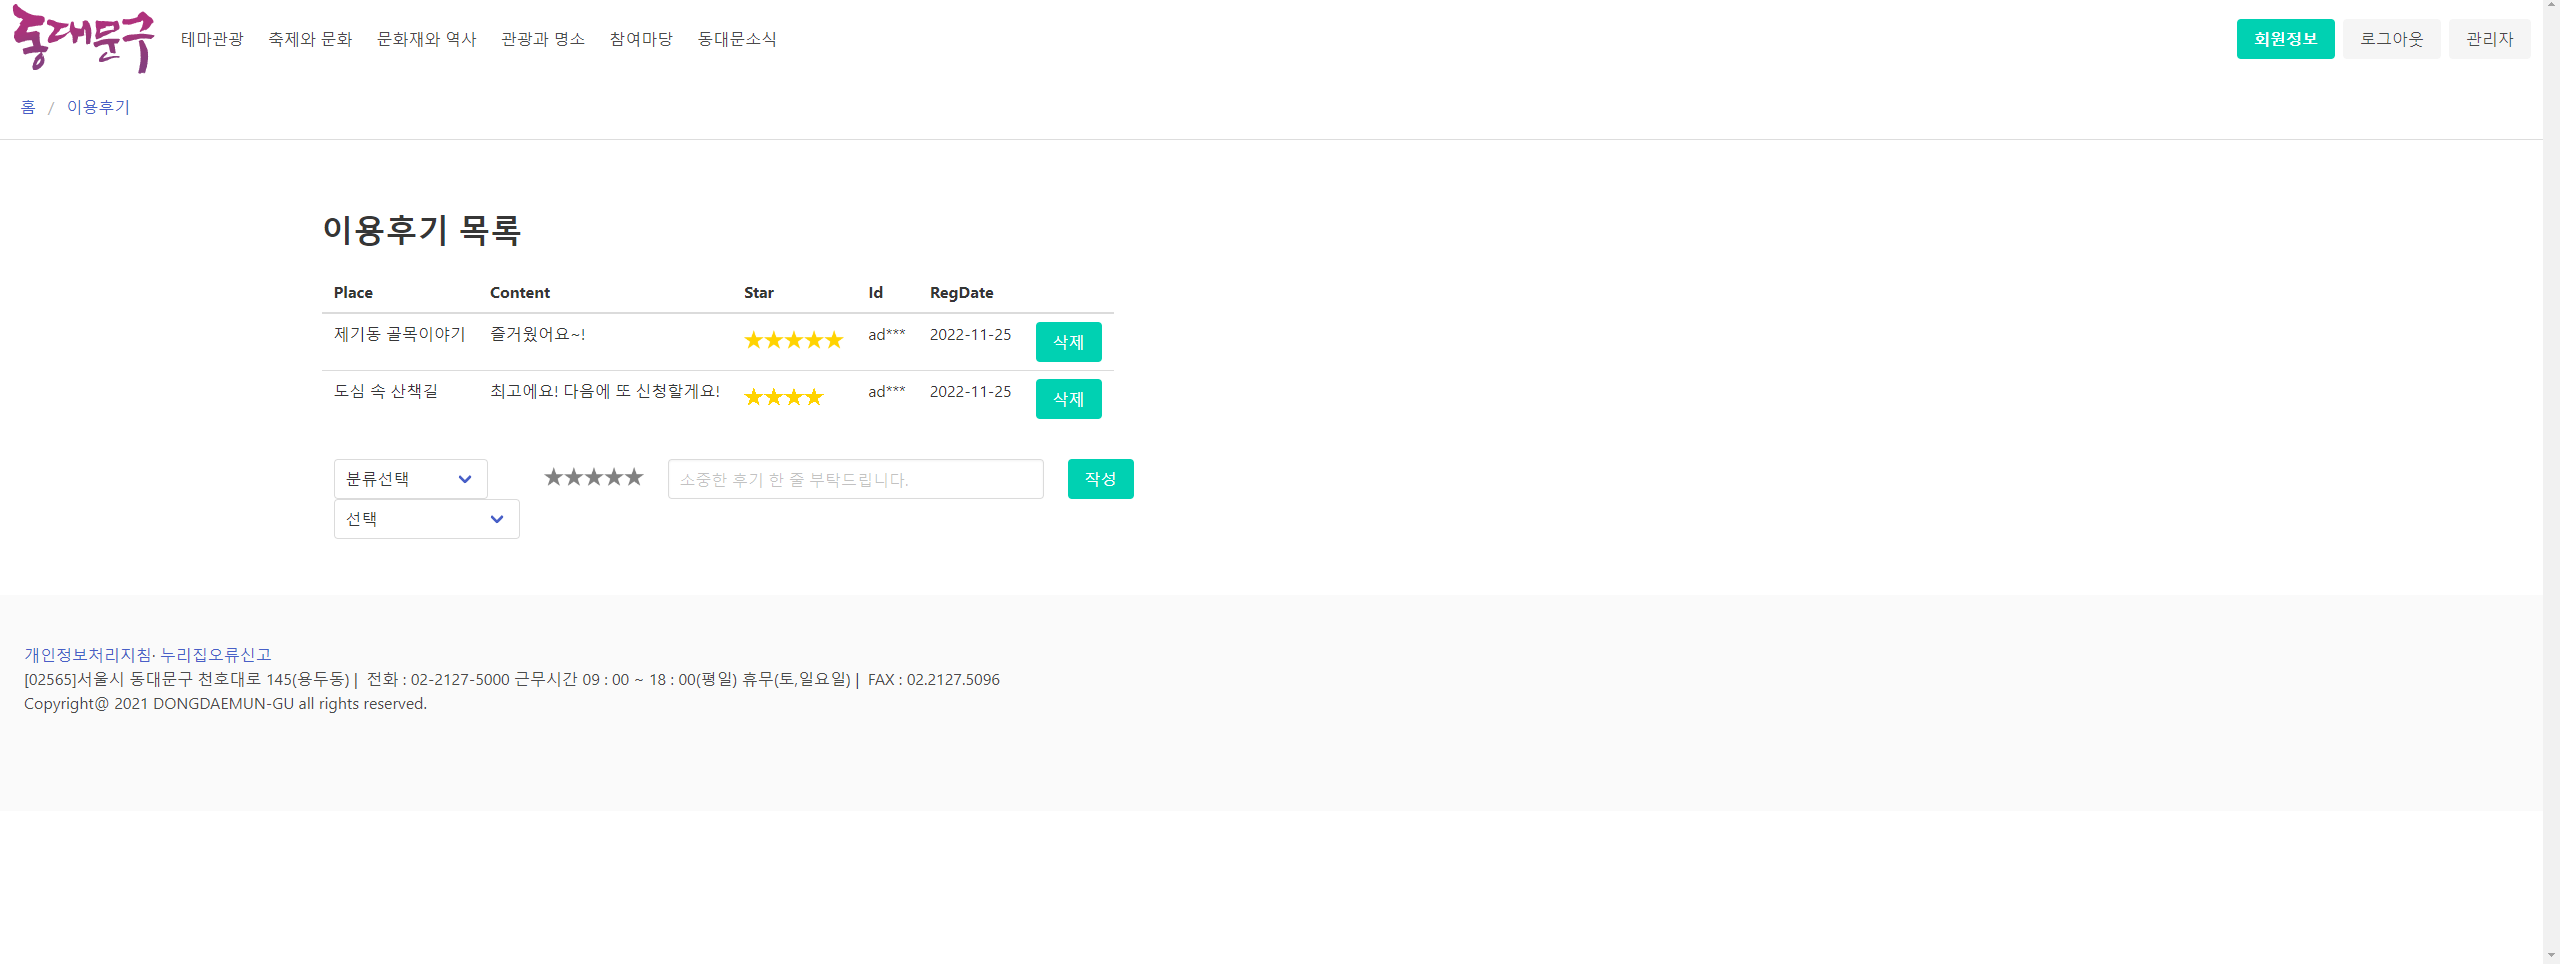 동대문구 테마관광 축제와 문화 문화재와 역사 관광과 명소 참여마당 동대문소식 회원정보 로그아웃 관리자
홈 / 이용후기
이용후기 목록
Place Content Star Id RegDate
제기동 골목이야기 즐거웠어요~! ★★★★★ ad*** 2022-11-25 삭제
도심 속 산책길 최고에요! 다음에 또 신청할게요! ★★★★ ad*** 2022-11-25 삭제
분류선택 ★★★★★ 소중한 후기 한 줄 부탁드립니다. 작성
선택
개인정보처리지침· 누리집오류신고
[02565]서울시 동대문구 천호대로 145(용두동) | 전화 : 02-2127-5000 근무시간 09 : 00 ~ 18 : 00(평일) 휴무(토,일요일) | FAX : 02.2127.5096
Copyright@ 2021 DONGDAEMUN-GU all rights reserved.